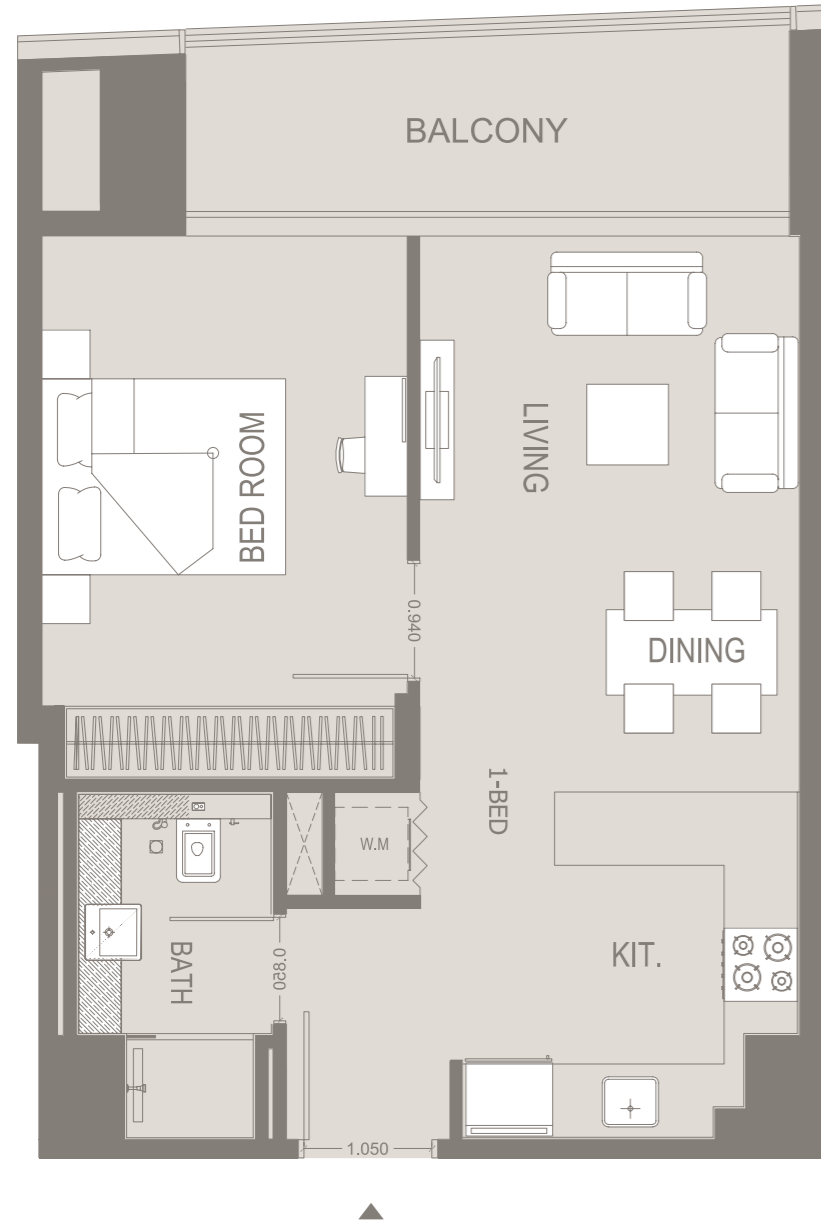 BALCONY
LIVING
BED ROOM
0.940
DINING
1-BED
W.M
KIT.
BATH
0.850
1.050